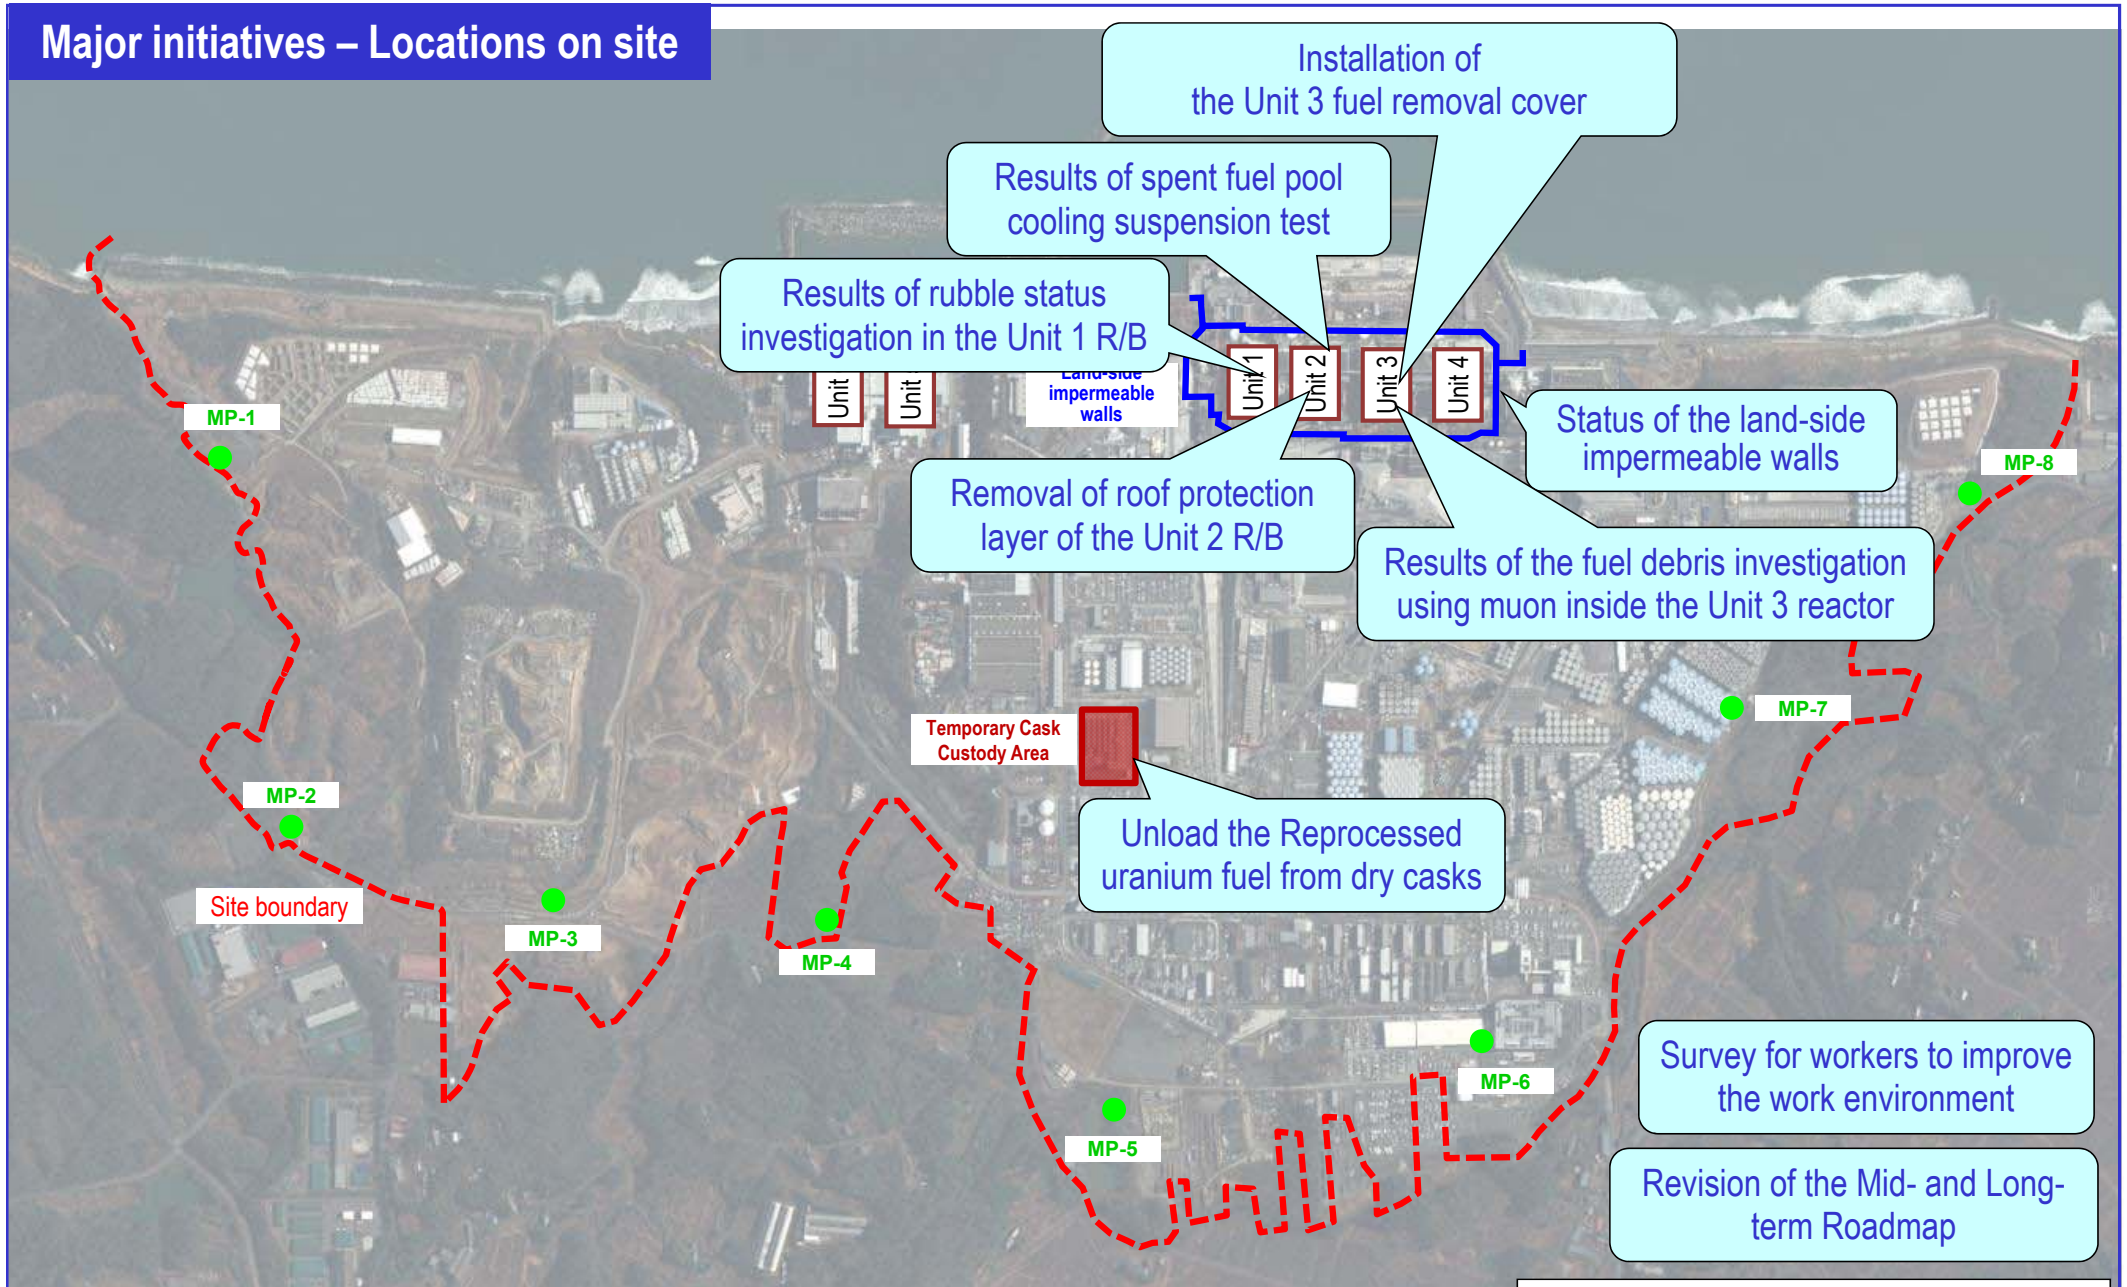 Major initiatives – Locations on site
Installation of
the Unit 3 fuel removal cover
Results of spent fuel pool
cooling suspension test
Results of rubble status
investigation in the Unit 1 R/B
Unit
Unit
Land-side
impermeable
walls
Unit 1
Unit 2
Unit 3
Unit 4
Status of the land-side
impermeable walls
MP-1
MP-8
Removal of roof protection
layer of the Unit 2 R/B
Results of the fuel debris investigation
using muon inside the Unit 3 reactor
MP-7
Temporary Cask
Custody Area
MP-2
Unload the Reprocessed
uranium fuel from dry casks
Site boundary
MP-3
MP-4
MP-6
MP-5
Survey for workers to improve
the work environment
Revision of the Mid- and Long-
term Roadmap